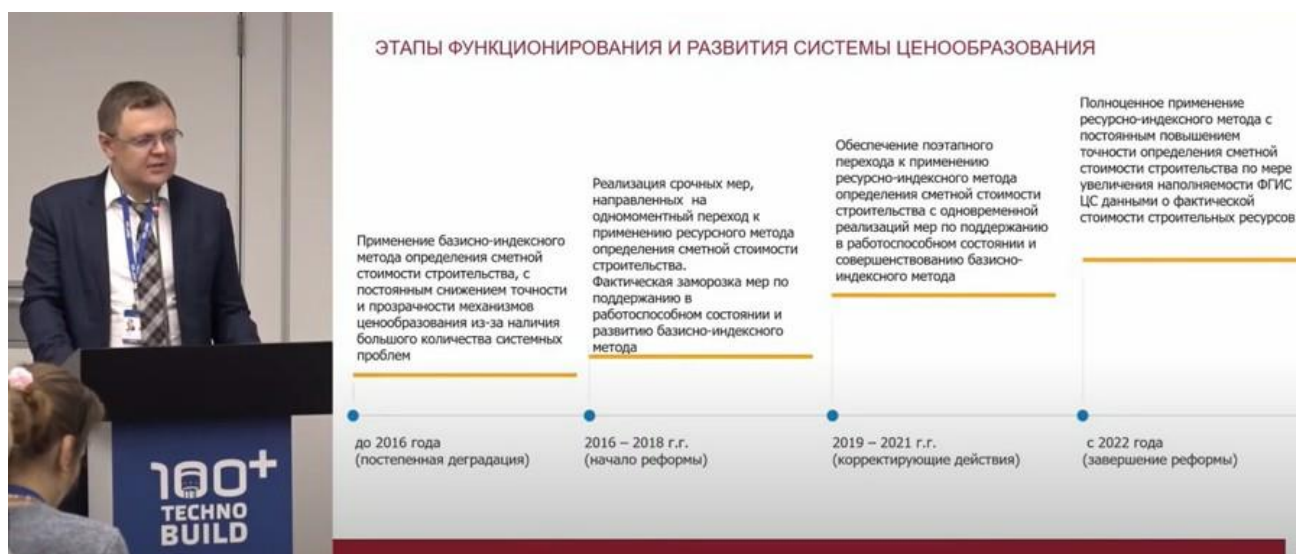 ЭТАПЫ ФУНКЦИОНИРОВАНИЯ И РАЗВИТИЯ СИСТЕМЫ ЦЕНООБРАЗОВАНИЯ
Применение базисно-индексного
метода определения сметной
стоимости строительства, с
постоянным снижением точности
и прозрачности механизмов
ценообразования из-за наличия
большого количества системных
проблем
до 2016 года
(постепенная деградация)
Реализация срочных мер,
направленных на
одномоментный переход к
применению ресурсного метода
определения сметной стоимости
строительства.
Фактическая заморозка мер по
поддержанию в
работоспособном состоянии и
развитию базисно-индексного
метода
2016 – 2018 г.г.
(начало реформы)
Обеспечение поэтапного
перехода к применению
ресурсно-индексного метода
определения сметной стоимости
строительства с одновременной
реализаций мер по поддержанию
в работоспособном состоянии и
совершенствованию базисно-
индексного метода
2019 – 2021 г.г.
(корректирующие действия)
Полноценное применение
ресурсно-индексного метода с
постоянным повышением
точности определения сметной
стоимости строительства по мере
увеличения наполняемости ФГИС
ЦС данными о фактической
стоимости строительных ресурсов
с 2022 года
(завершение реформы)
100+
TECHNO
BUILD